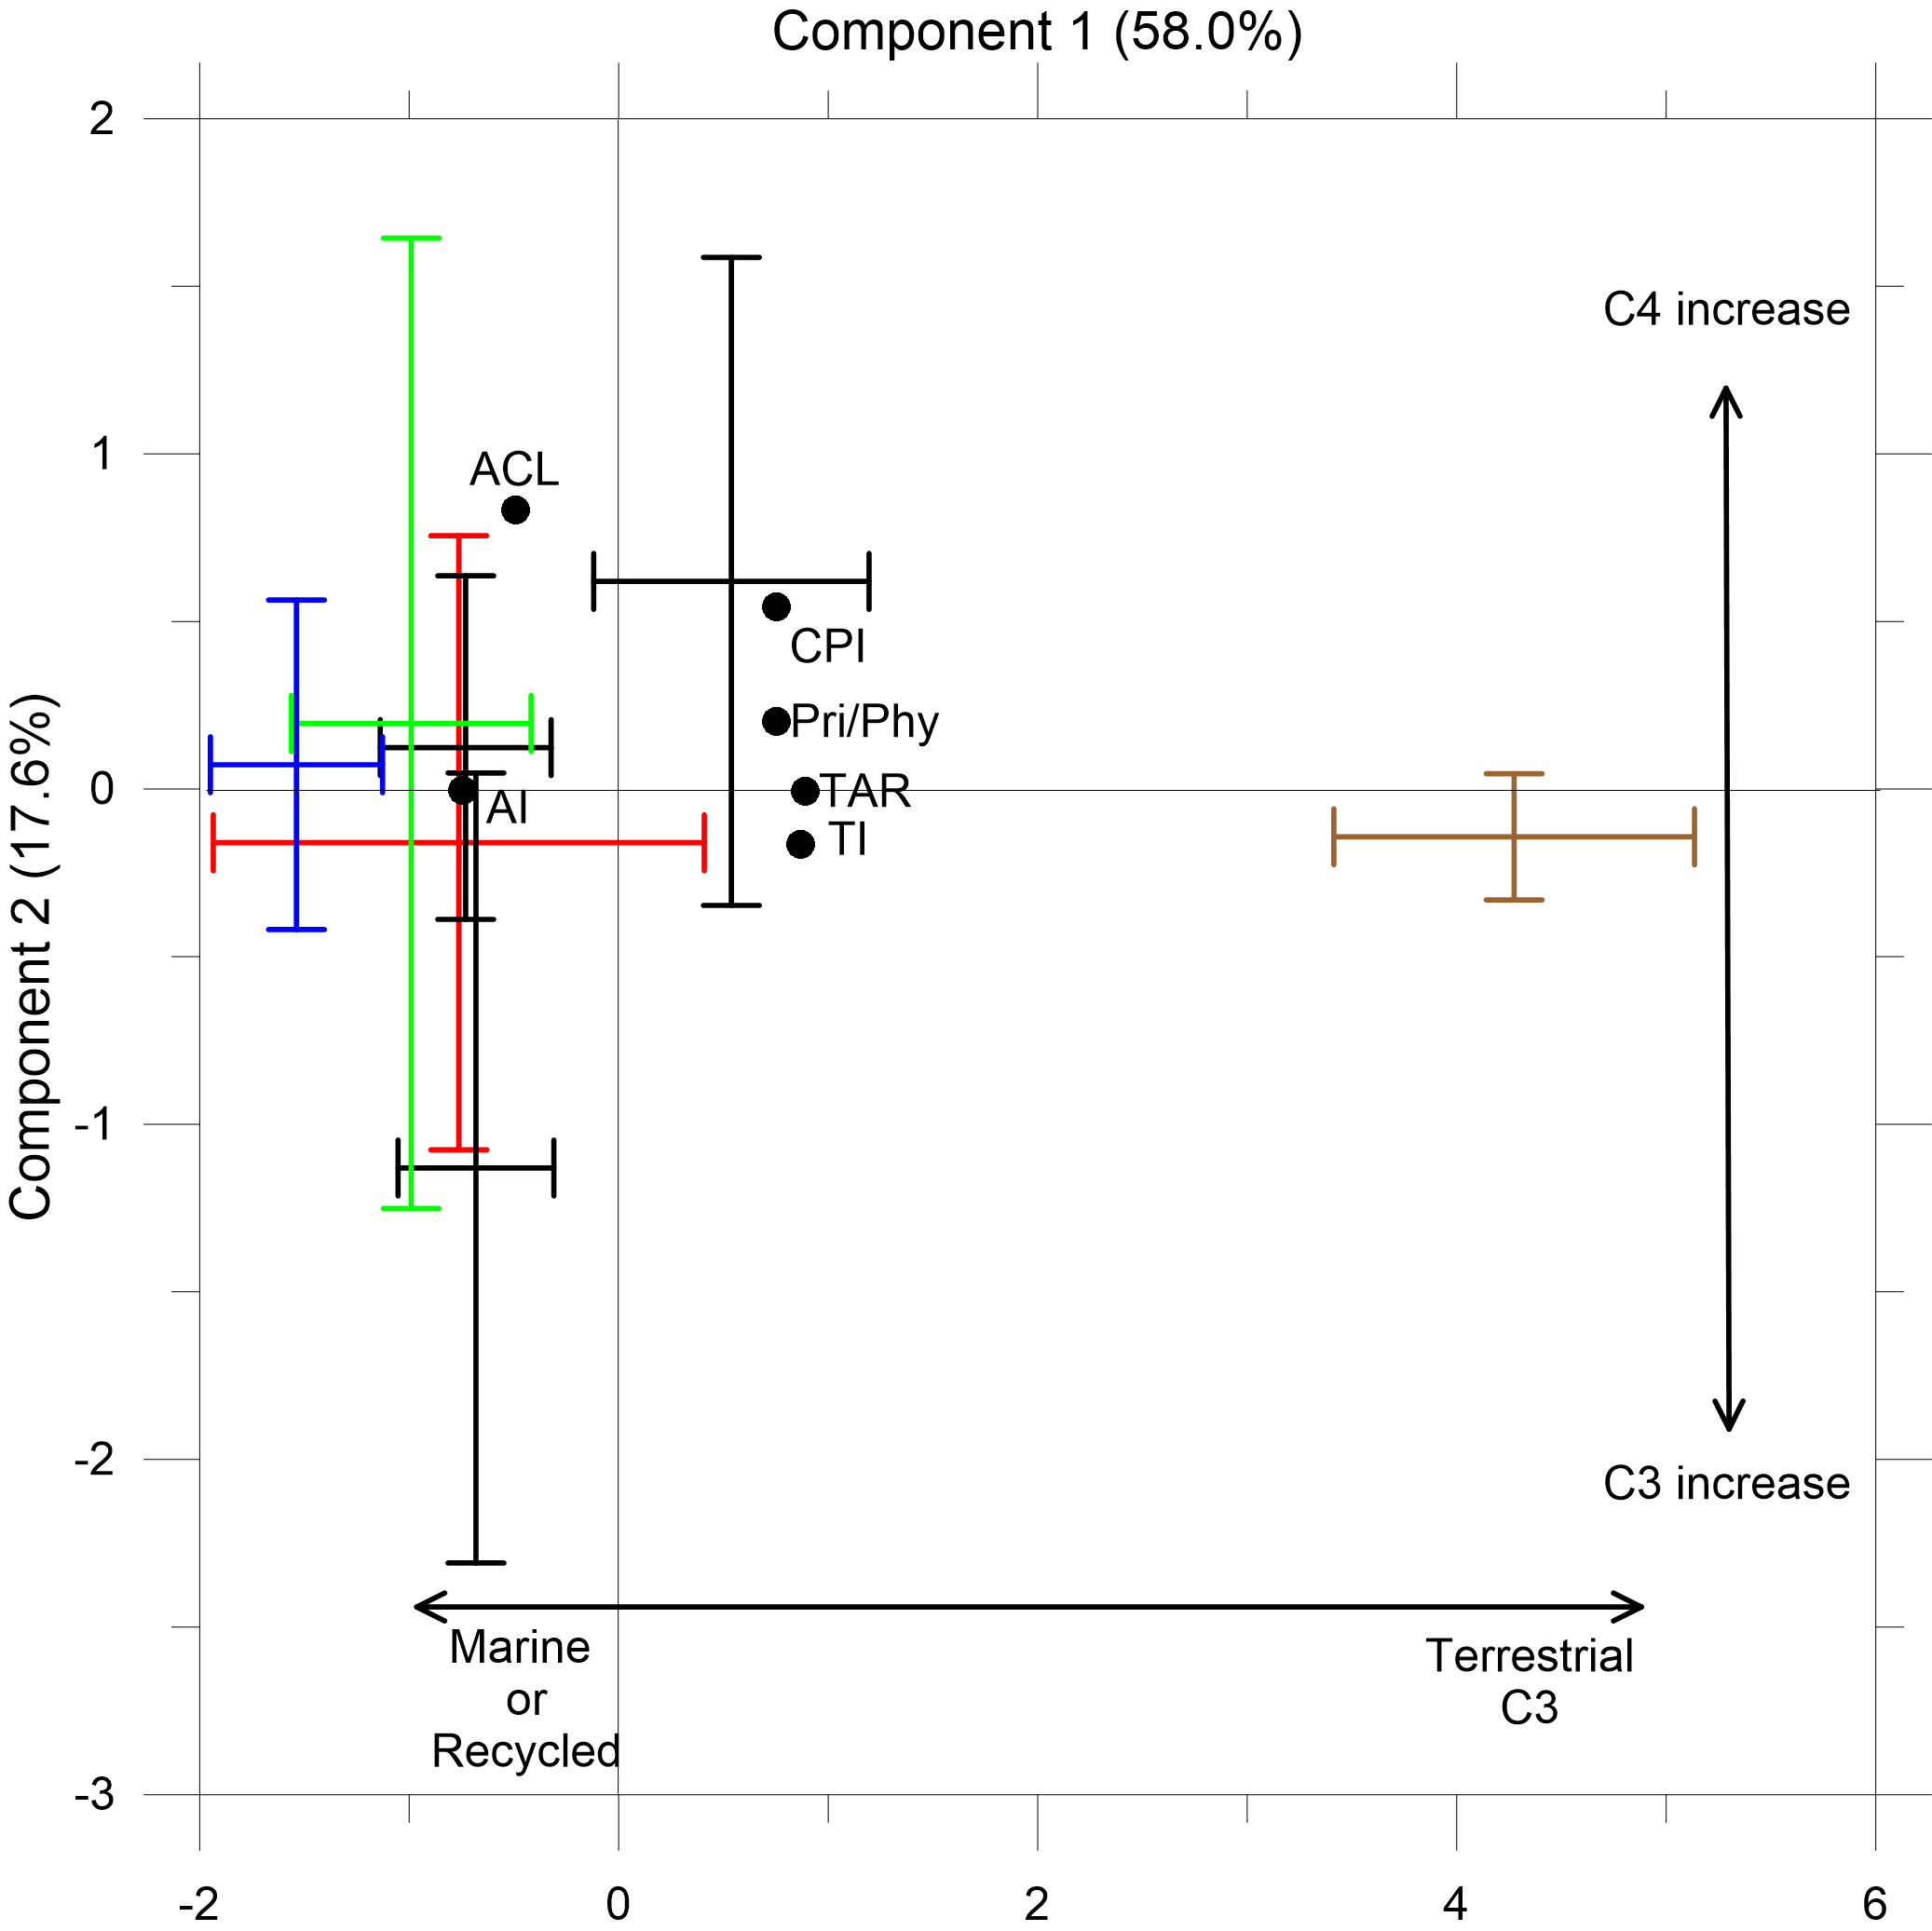 Component 1 (58.0%)
2
C4 increase
1
ACL
CPI
Pri/Phy
0
TAR
AI
TI
Component 2 (17.6%)
-1
-2
C3 increase
Marine
or
Recycled
Terrestrial
C3
-3
-2
0
2
4
6